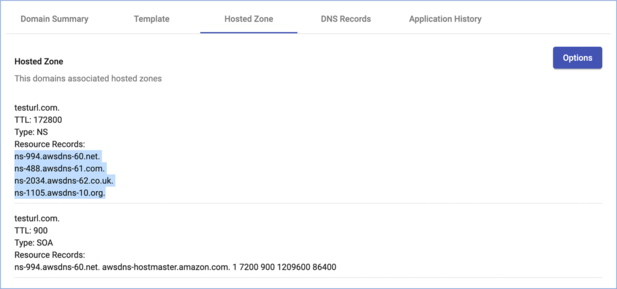 Domain Summary Template Hosted Zone DNS Records Application History
Hosted Zone
Options
This domains associated hosted zones
testurl.com.
TTL: 172800
Type: NS
Resource Records:
ns-994.awsdns-60.net.
ns-488.awsdns-61.com.
ns-2034.awsdns-62.co.uk.
ns-1105.awsdns-10.org.
testurl.com.
TTL: 900
Type: SOA
Resource Records:
ns-994.awsdns-60.net. awsdns-hostmaster.amazon.com. 1 7200 900 1209600 86400